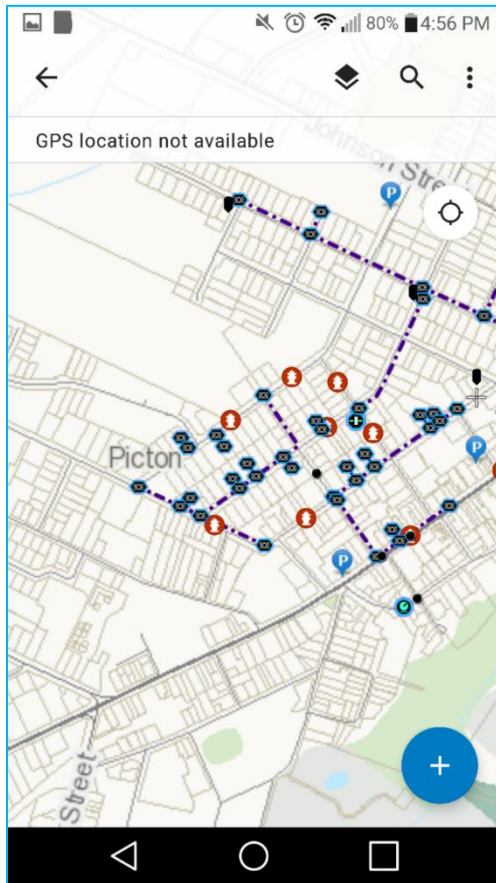 80% 4:56 PM
GPS location not available
Johnson Street
P
Picton
P
P
Street